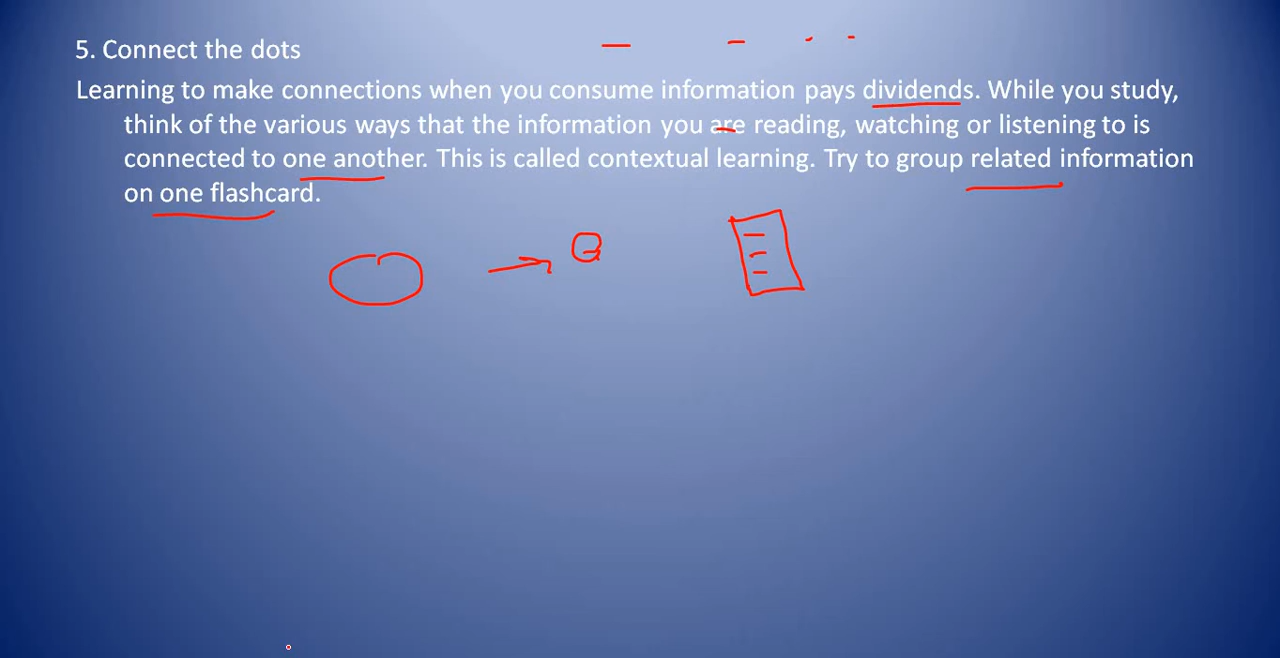 5. Connect the dots
Learning to make connections when you consume information pays dividends. While you study,
think of the various ways that the information you are reading, watching or listening to is
connected to one another. This is called contextual learning. Try to group related information
on one flashcard.